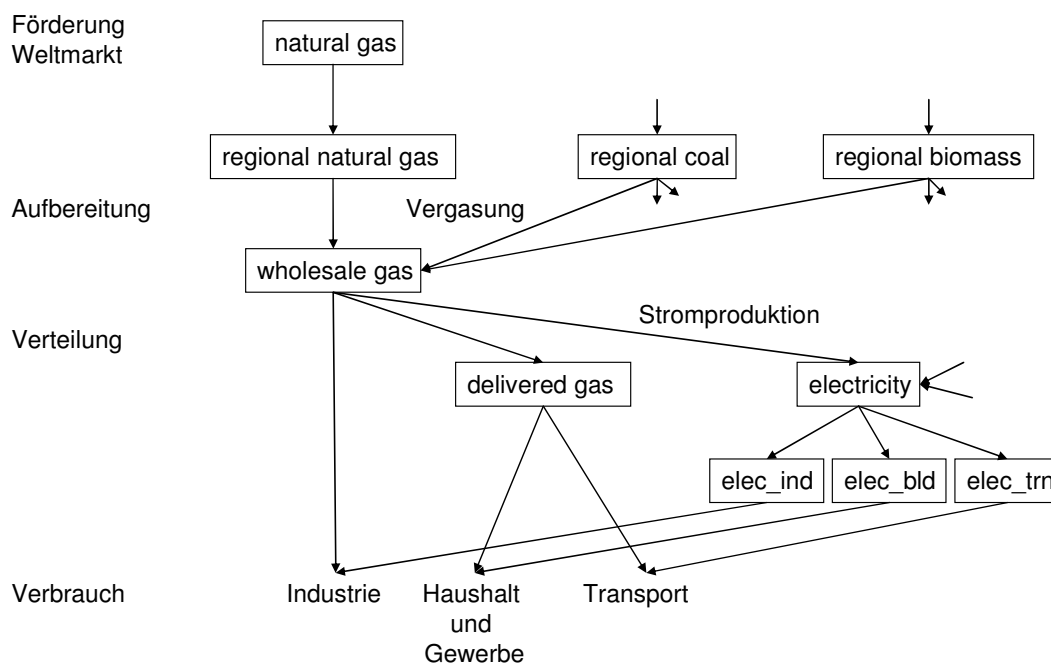 Förderung
Weltmarkt
natural gas
regional natural gas
regional coal
regional biomass
Aufbereitung
Vergasung
wholesale gas
Stromproduktion
Verteilung
delivered gas
electricity
elec_ind
elec_bld
elec_trn
Verbrauch
Industrie
Haushalt
und
Gewerbe
Transport